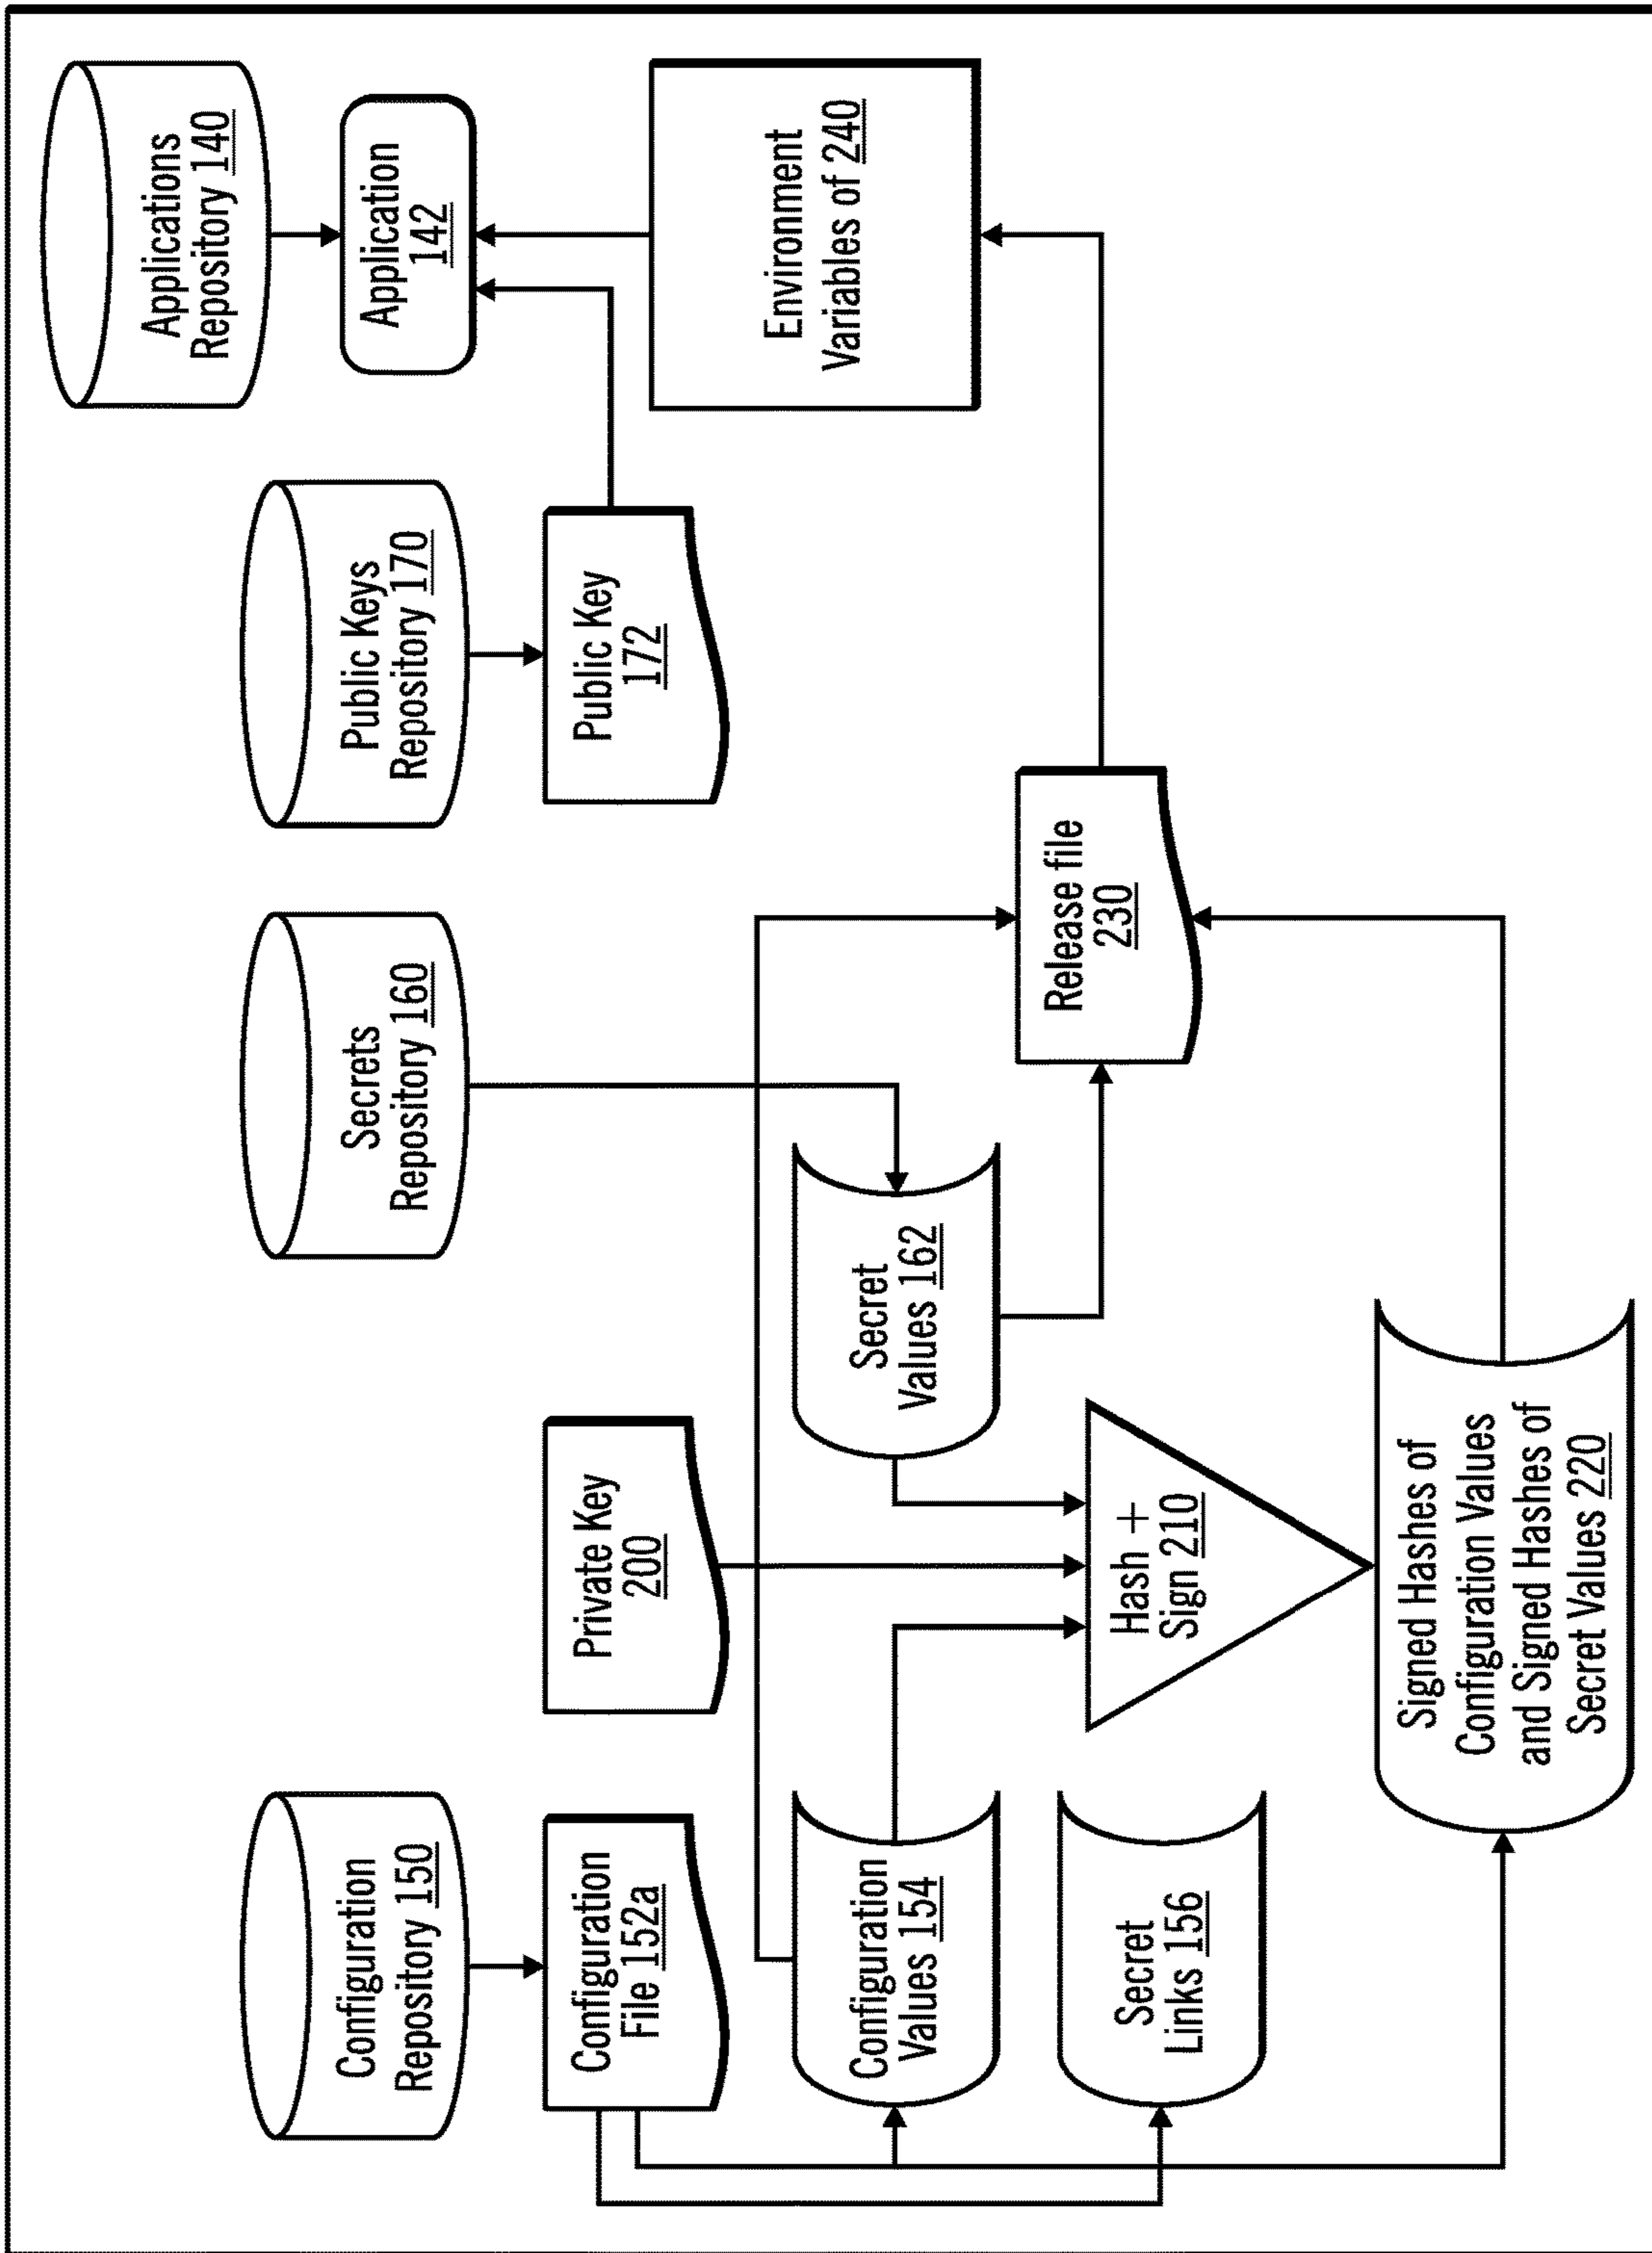 Configuration
Repository 150
Secrets
Repository 160
Public Keys
Repository 170
Applications
Repository 140
Configuration
File 152a
Private Key
200
Public Key
172
Application
142
Configuration
Values 154
Secret
Values 162
Secret
Links 156
Hash +
Sign 210
Release file
230
Environment
Variables of 240
Signed Hashes of
Configuration Values
and Signed Hashes of
Secret Values 220